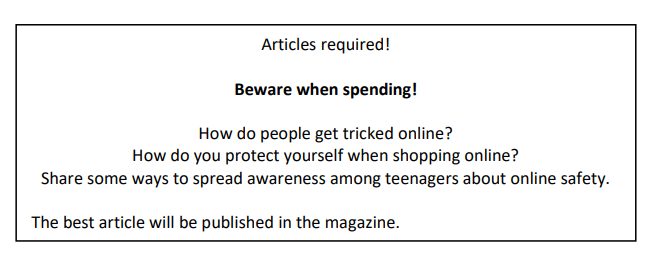 Articles required!
Beware when spending!
How do people get tricked online?
How do you protect yourself when shopping online?
Share some ways to spread awareness among teenagers about online safety.
The best article will be published in the magazine.